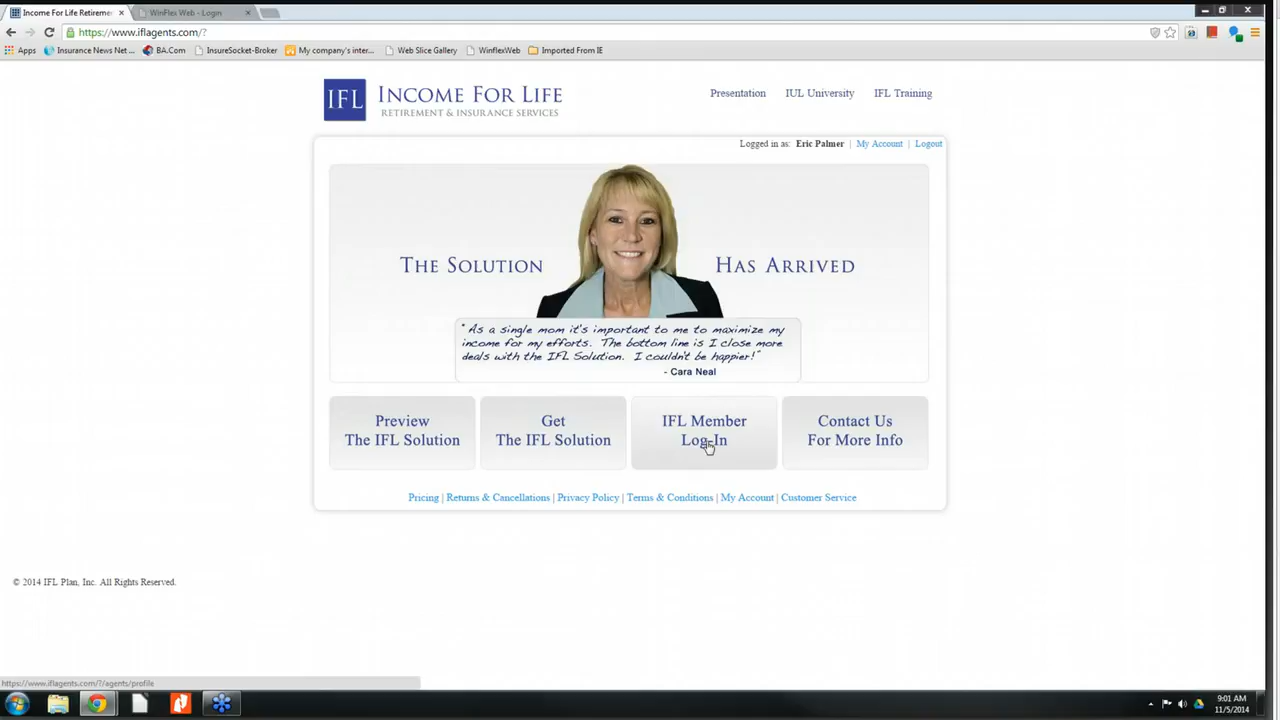 Income For Life Retireme
WinFlex Web - Login
https://www.iflagents.com/?
Apps
Insurance News Net ...
BA.Com
InsureSocket-Broker
My company's inter...
Web Slice Gallery
WinflexWeb
Imported From IE
IFL
INCOME FOR LIFE
RETIREMENT & INSURANCE SERVICES
Presentation
IUL University
IFL Training
Logged in as: Eric Palmer | My Account | Logout
THE SOLUTION
HAS ARRIVED
"As a single mom it's important to me to maximize my
income for my efforts. The bottom line is I close more
deals with the IFL Solution. I couldn't be happier!"
- Cara Neal
Preview
The IFL Solution
Get
The IFL Solution
IFL Member
Log-In
Contact Us
For More Info
Pricing | Returns & Cancellations | Privacy Policy | Terms & Conditions | My Account | Customer Service
© 2014 IFL Plan, Inc. All Rights Reserved.
https://www.iflagents.com/?/agents/profile
9:01 AM
11/5/2014